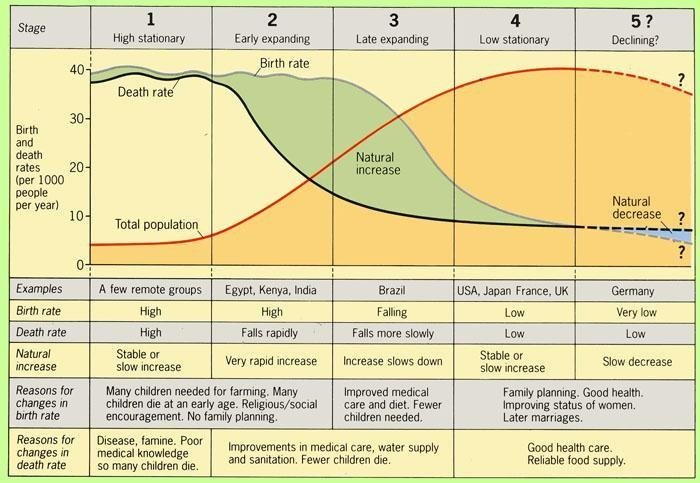 Stage
1
High stationary
2
Early expanding
3
Late expanding
4
Low stationary
5 ?
Declining?
Birth
and
death
rates
(per 1000
people
per year)
40
30
20
10
0
Birth rate
Death rate
Total population
Natural
increase
Natural
decrease
?
?
?
Examples
A few remote groups
Egypt, Kenya, India
Brazil
USA, Japan France, UK
Germany
Birth rate
High
High
Falling
Low
Very low
Death rate
High
Falls rapidly
Falls more slowly
Low
Low
Natural
increase
Stable or
slow increase
Very rapid increase
Increase slows down
Stable or
slow increase
Slow decrease
Reasons for
changes in
birth rate
Many children needed for farming. Many
children die at an early age. Religious/social
encouragement. No family planning.
Improved medical
care and diet. Fewer
children needed.
Family planning. Good health.
Improving status of women.
Later marriages.
Reasons for
changes in
death rate
Disease, famine. Poor
medical knowledge
so many children die.
Improvements in medical care, water supply
and sanitation. Fewer children die.
Good health care.
Reliable food supply.